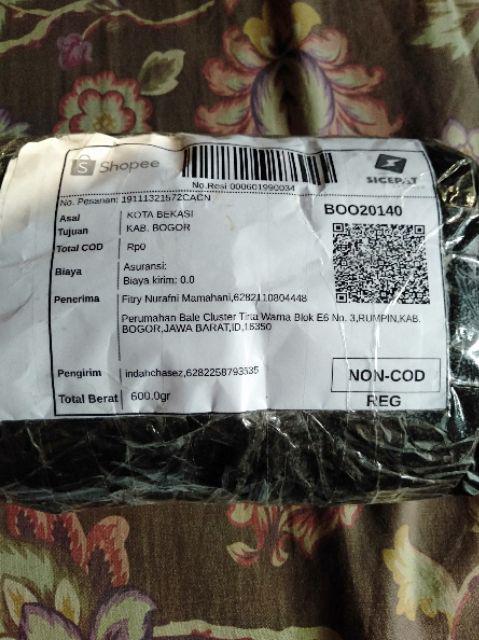 Shopee
No.Resi 000601990034
SICEPAT
No. Pesanan: 19111321572CACN
BOO20140
Asal KOTA BEKASI
Tujuan KAB. BOGOR
Total COD Rp0
Biaya Asuransi:
Biaya kirim: 0.0
Penerima Fitry Nurafni Mamahani,6282110804448
Perumahan Bale Cluster Tirta Warna Blok E6 No. 3,RUMPIN,KAB.
BOGOR,JAWA BARAT,ID,16350
Pengirim indahchasez,6282258793535
NON-COD
Total Berat 600.0gr
REG